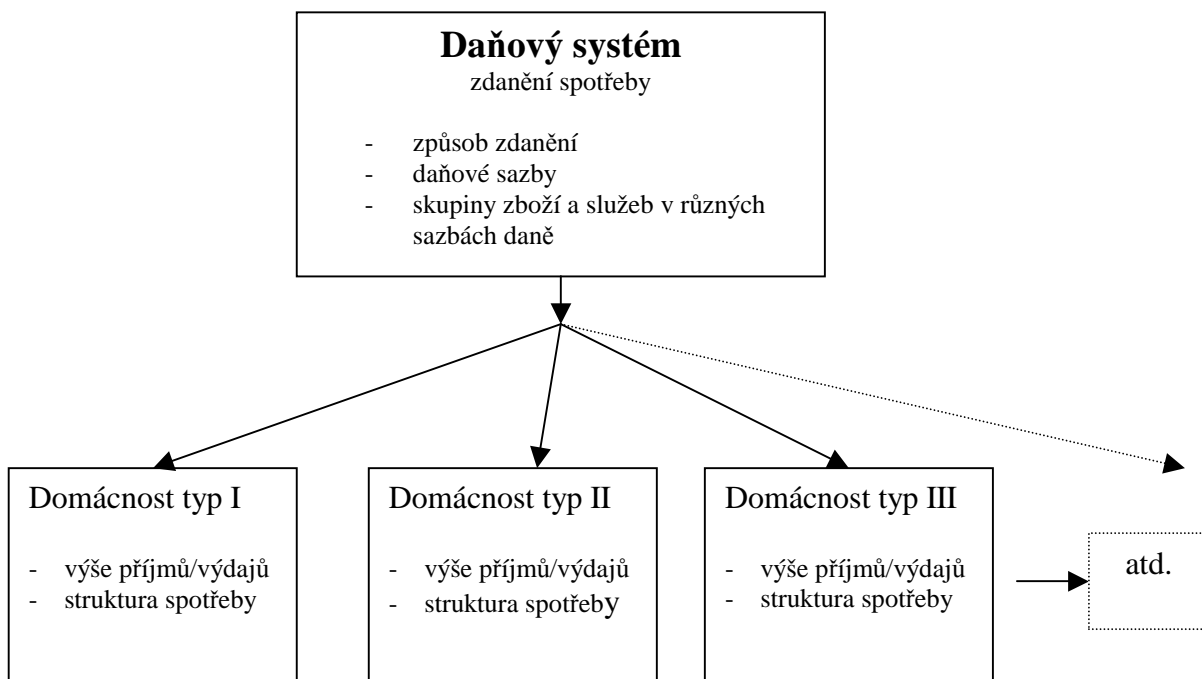 Daňový systém
zdanění spotřeby
- způsob zdanění
- daňové sazby
- skupiny zboží a služeb v různých
sazbách daně
Domácnost typ I
- výše příjmů/výdajů
- struktura spotřeby
Domácnost typ II
- výše příjmů/výdajů
- struktura spotřeby
Domácnost typ III
- výše příjmů/výdajů
- struktura spotřeby
atd.